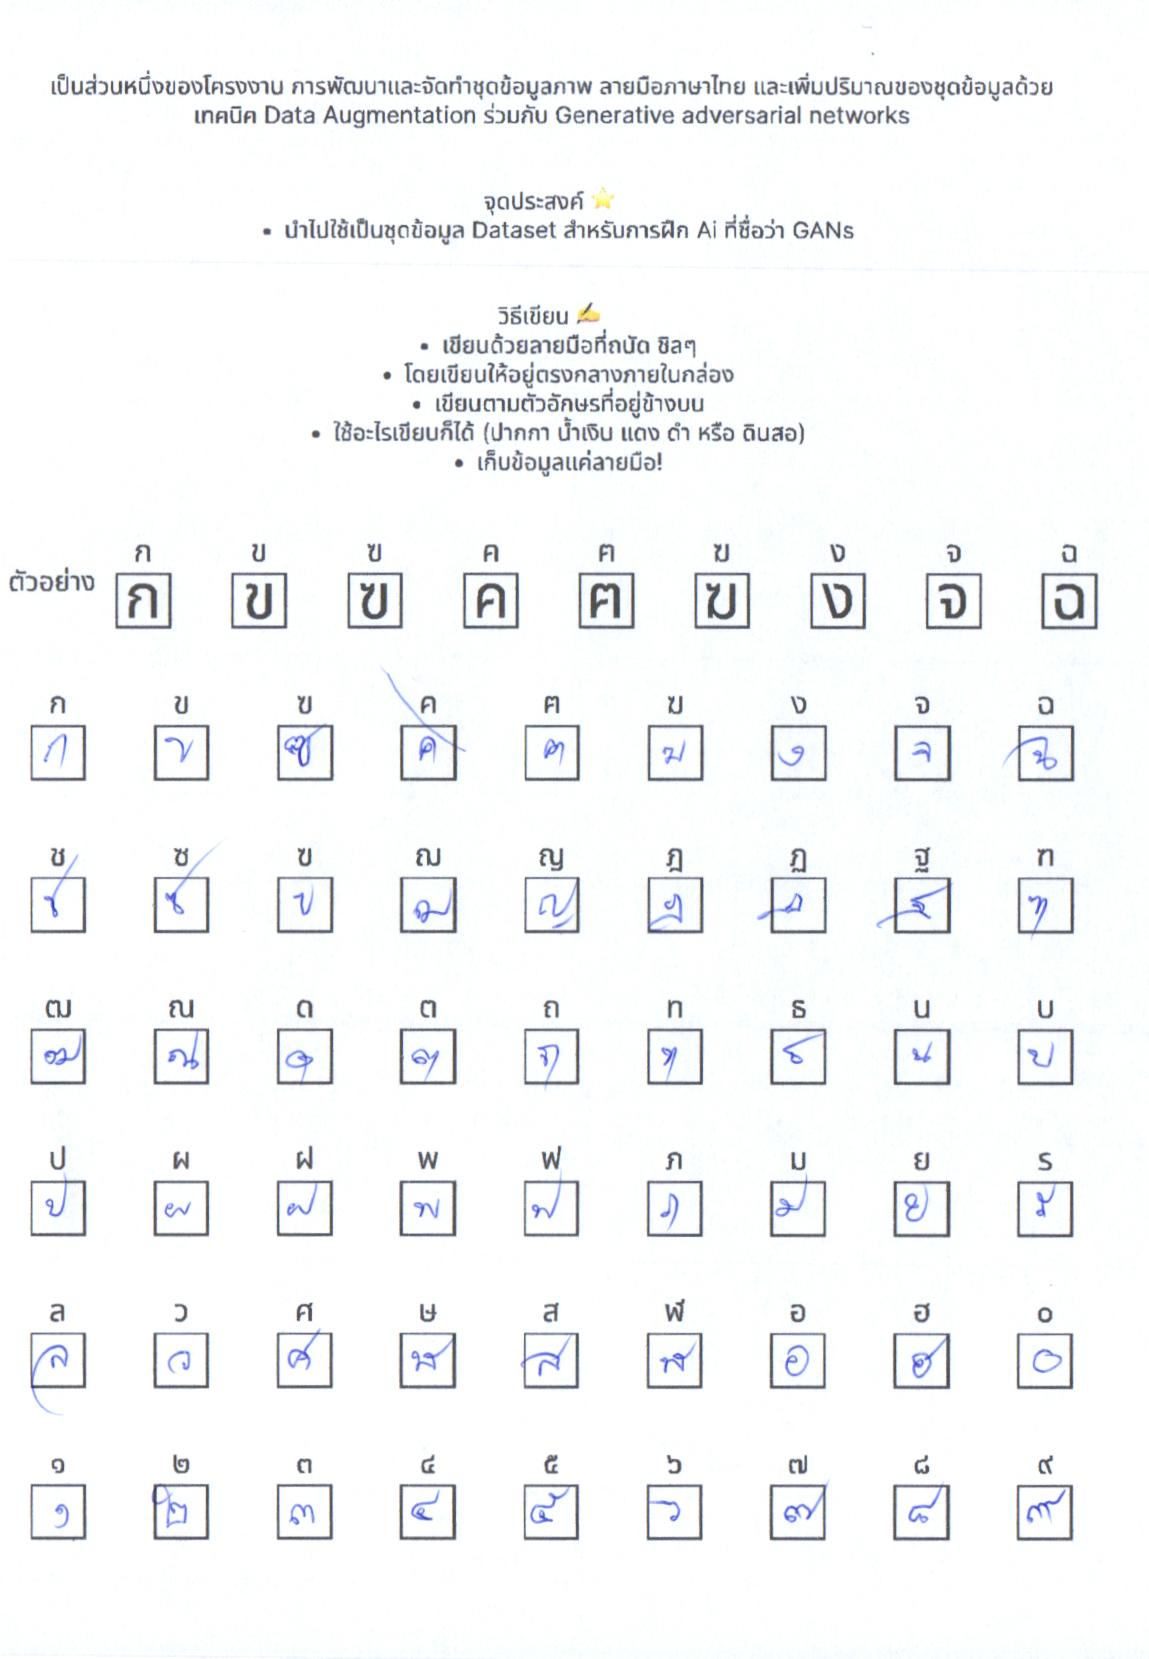 เป็นส่วนหนึ่งของโครงงาน การพัฒนาและจัดทำชุดข้อมูลภาพ ลายมือภาษาไทย และเพิ่มปริมาณของชุดข้อมูลด้วย
เทคนิค Data Augmentation ร่วมกับ Generative adversarial networks
จุดประสงค์ ⭐
• นำไปใช้เป็นชุดข้อมูล Dataset สำหรับการฝึก Ai ที่ชื่อว่า GANs
วิธีเขียน ✍
• เขียนด้วยลายมือที่ถนัด ชิลๆ
• โดยเขียนให้อยู่ตรงกลางภายในกล่อง
• เขียนตามตัวอักษรที่อยู่ข้างบน
• ใช้อะไรเขียนก็ได้ (ปากกา น้ำเงิน แดง ดำ หรือ ดินสอ)
• เก็บข้อมูลแค่ลายมือ!
ก ข ฃ ค ฅ ฆ ง จ ฉ
ตัวอย่าง ก ข ฃ ค ฅ ฆ ง จ ฉ
ก ข ฃ ค ฅ ฆ ง จ ฉ
ก ข ฃ ค ฅ ฆ ง จ ฉ
ช ซ ฃ ฌ ญ ฎ ฏ ฐ ฑ
ช ซ ข ฌ ญ ฎ ฏ ฐ ฑ
ฒ ณ ด ต ถ ท ธ น บ
ฒ ณ ด ต ถ ท ธ น บ
ป ผ ฝ พ ฟ ภ ม ย ร
ป ผ ฝ พ ฟ ภ ม ย ร
ล ว ศ ษ ส ฬ อ ฮ ๐
ล ว ศ ษ ส ฬ อ ฮ ๐
๑ ๒ ๓ ๔ ๕ ๖ ๗ ๘ ๙
๑ ๒ ๓ ๔ ๕ ๖ ๗ ๘ ๙